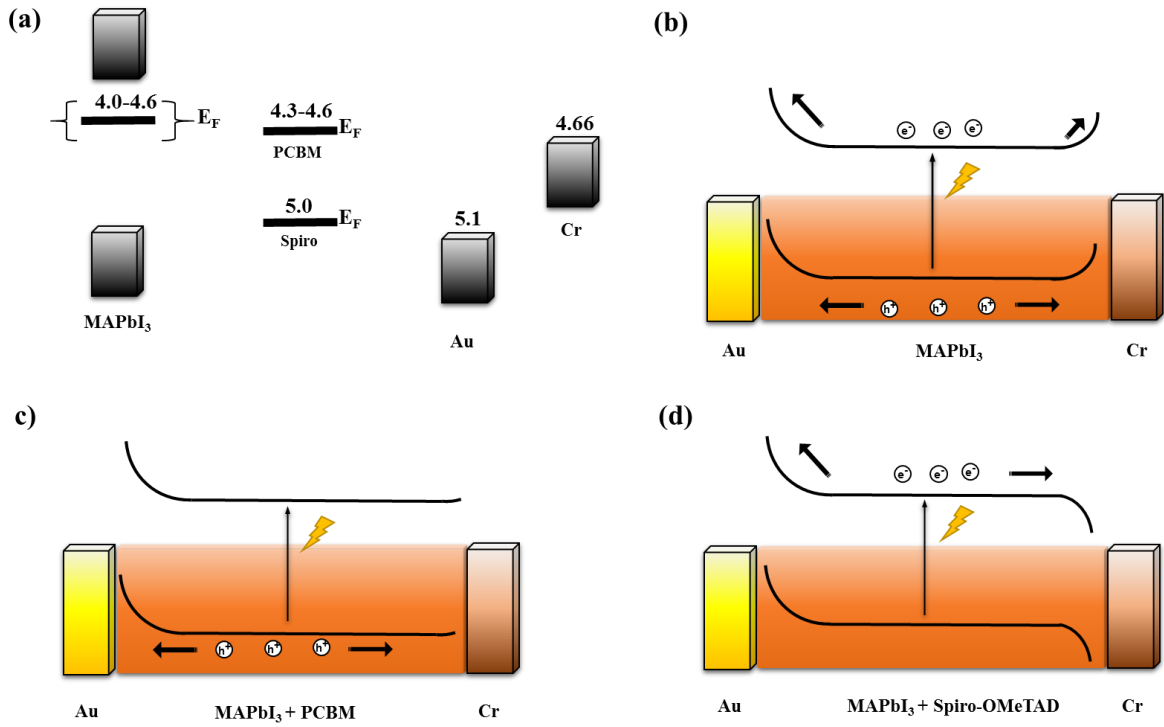 (a)
4.0-4.6
E_F
4.3-4.6
E_F
PCBM
5.0
E_F
Spiro
4.66
Cr
5.1
Au
MAPbI₃
(b)
e⁻ e⁻ e⁻
h⁺ h⁺ h⁺
Au MAPbI₃ Cr
c)
h⁺ h⁺ h⁺
Au MAPbI₃ + PCBM Cr
(d)
e⁻ e⁻ e⁻
Au MAPbI₃ + Spiro-OMeTAD Cr